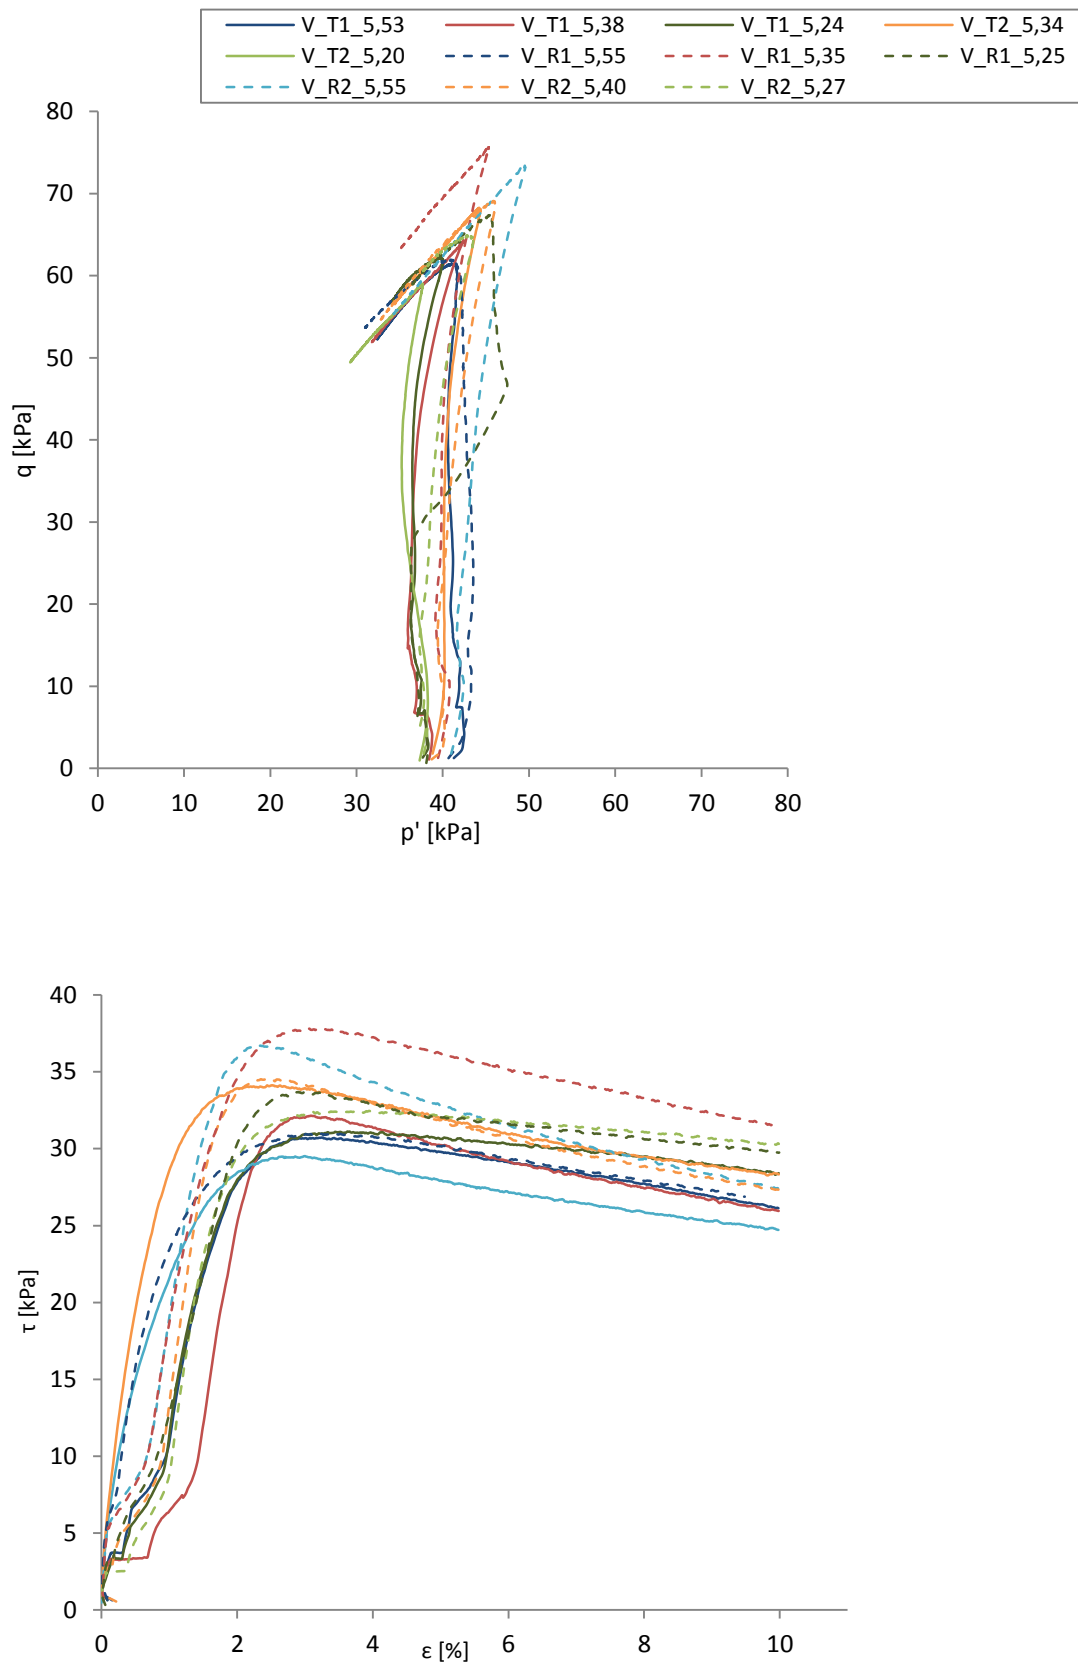 V_T1_5,53 V_T1_5,38 V_T1_5,24 V_T2_5,34
V_T2_5,20 V_R1_5,55 V_R1_5,35 V_R1_5,25
V_R2_5,55 V_R2_5,40 V_R2_5,27
80
70
60
50
40
30
20
10
0
q [kPa]
0 10 20 30 40 50 60 70 80
p' [kPa]
40
35
30
25
20
15
10
5
0
τ [kPa]
0 2 4 6 8 10
ε [%]